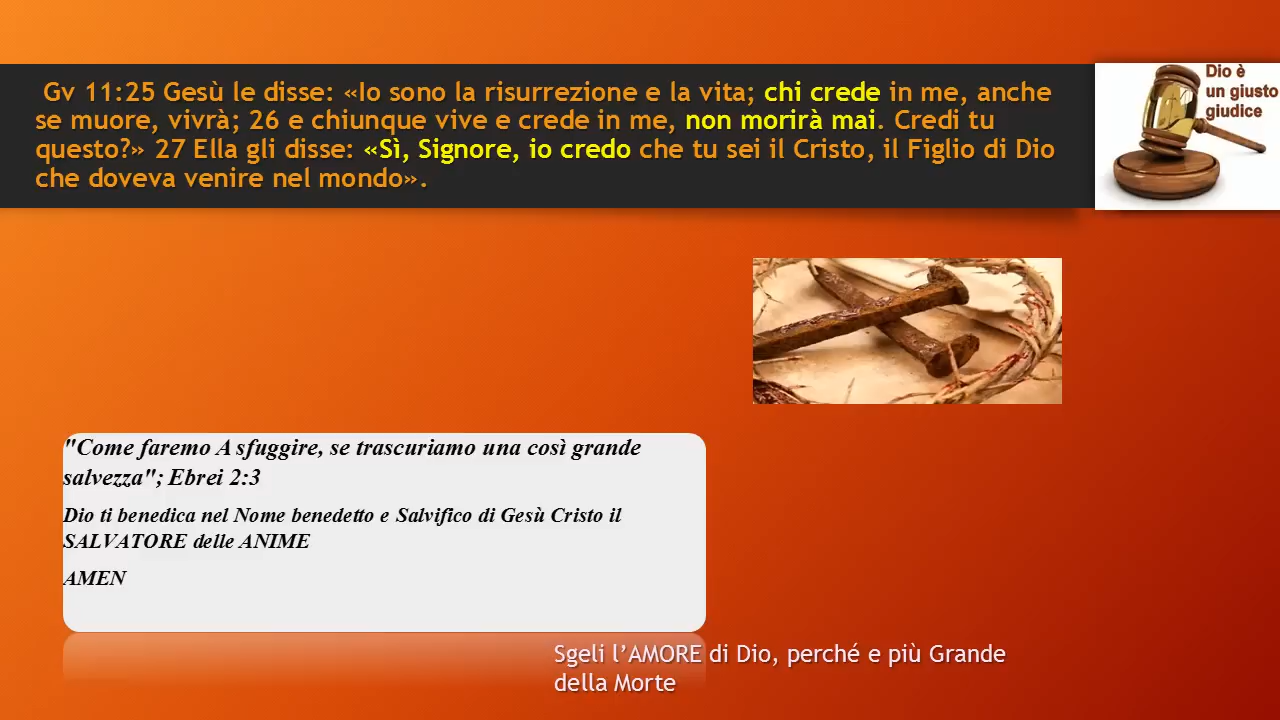 Gv 11:25 Gesù le disse: «Io sono la risurrezione e la vita; chi crede in me, anche
se muore, vivrà; 26 e chiunque vive e crede in me, non morirà mai. Credi tu
questo?» 27 Ella gli disse: «Sì, Signore, io credo che tu sei il Cristo, il Figlio di Dio
che doveva venire nel mondo».
Dio è
un giusto
giudice
"Come faremo A sfuggire, se trascuriamo una così grande
salvezza"; Ebrei 2:3
Dio ti benedica nel Nome benedetto e Salvifico di Gesù Cristo il
SALVATORE delle ANIME
AMEN
Sgeli l’AMORE di Dio, perché e più Grande
della Morte